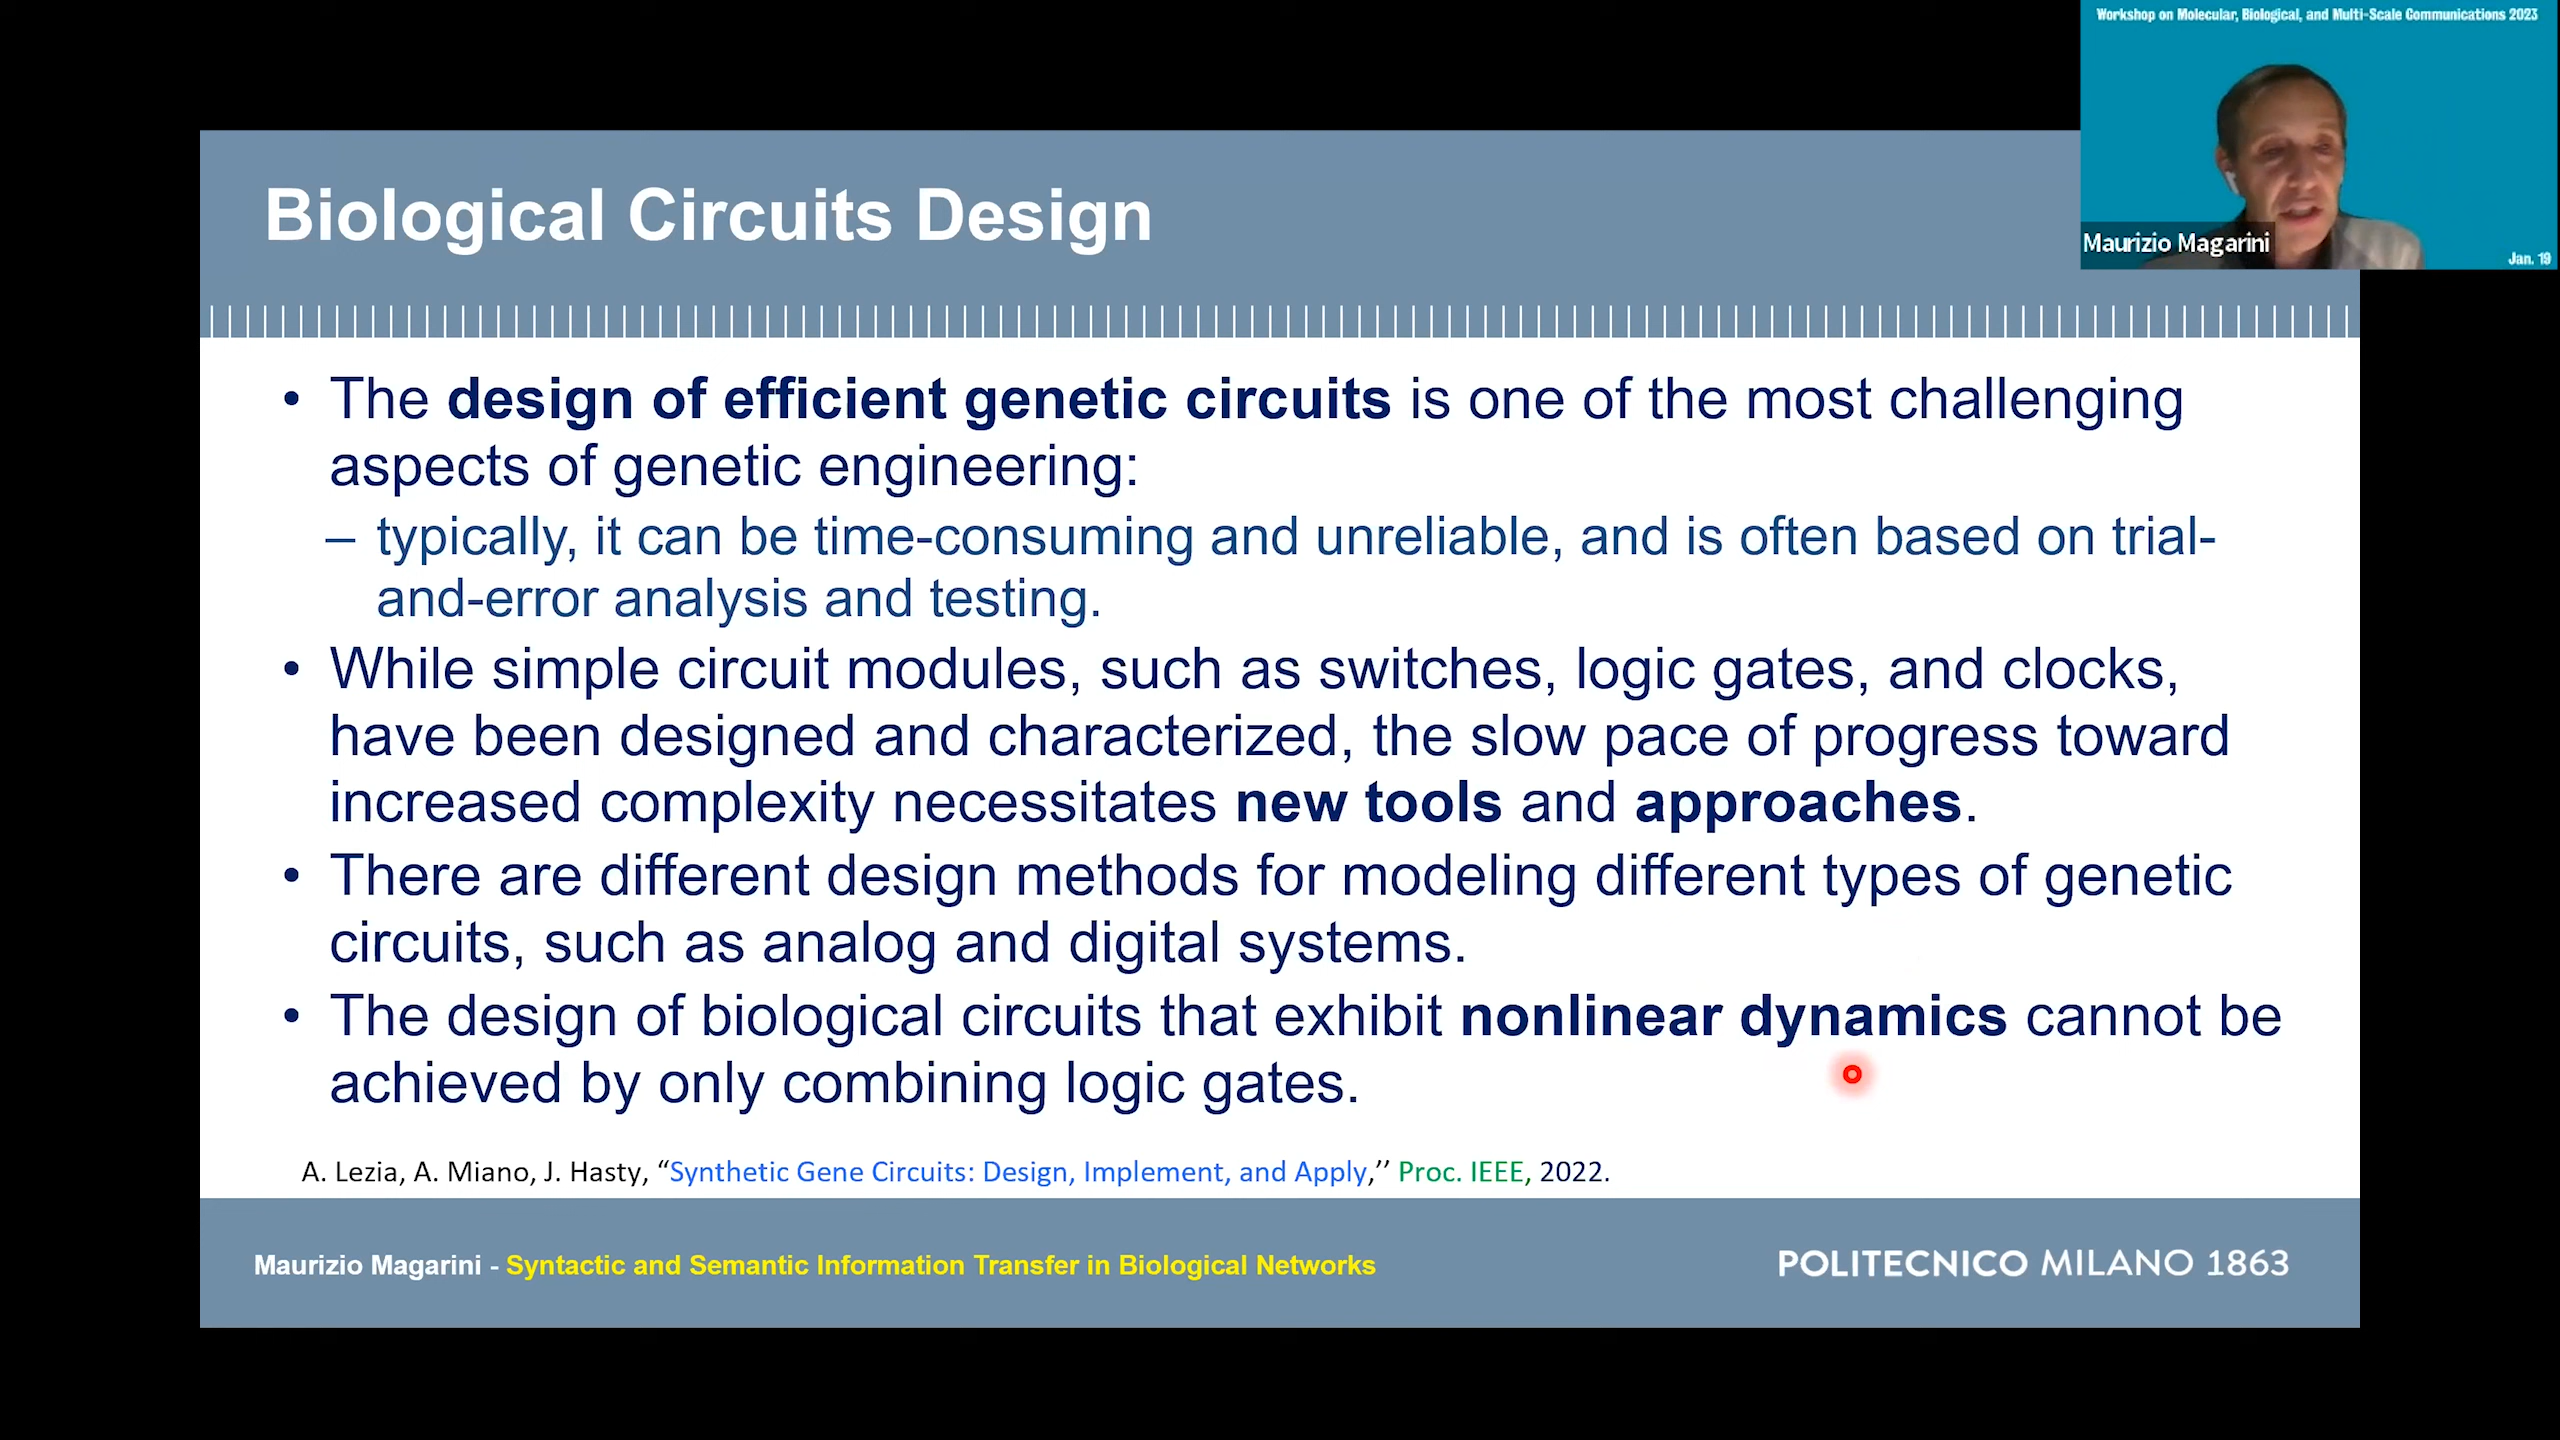 Workshop on Molecular, Biological, and Multi-Scale Communications 2023
Maurizio Magarini
Jan. 19
Biological Circuits Design
• The design of efficient genetic circuits is one of the most challenging
aspects of genetic engineering:
– typically, it can be time-consuming and unreliable, and is often based on trial-
and-error analysis and testing.
• While simple circuit modules, such as switches, logic gates, and clocks,
have been designed and characterized, the slow pace of progress toward
increased complexity necessitates new tools and approaches.
• There are different design methods for modeling different types of genetic
circuits, such as analog and digital systems.
• The design of biological circuits that exhibit nonlinear dynamics cannot be
achieved by only combining logic gates.
A. Lezia, A. Miano, J. Hasty, “Synthetic Gene Circuits: Design, Implement, and Apply,’’ Proc. IEEE, 2022.
Maurizio Magarini - Syntactic and Semantic Information Transfer in Biological Networks
POLITECNICO MILANO 1863